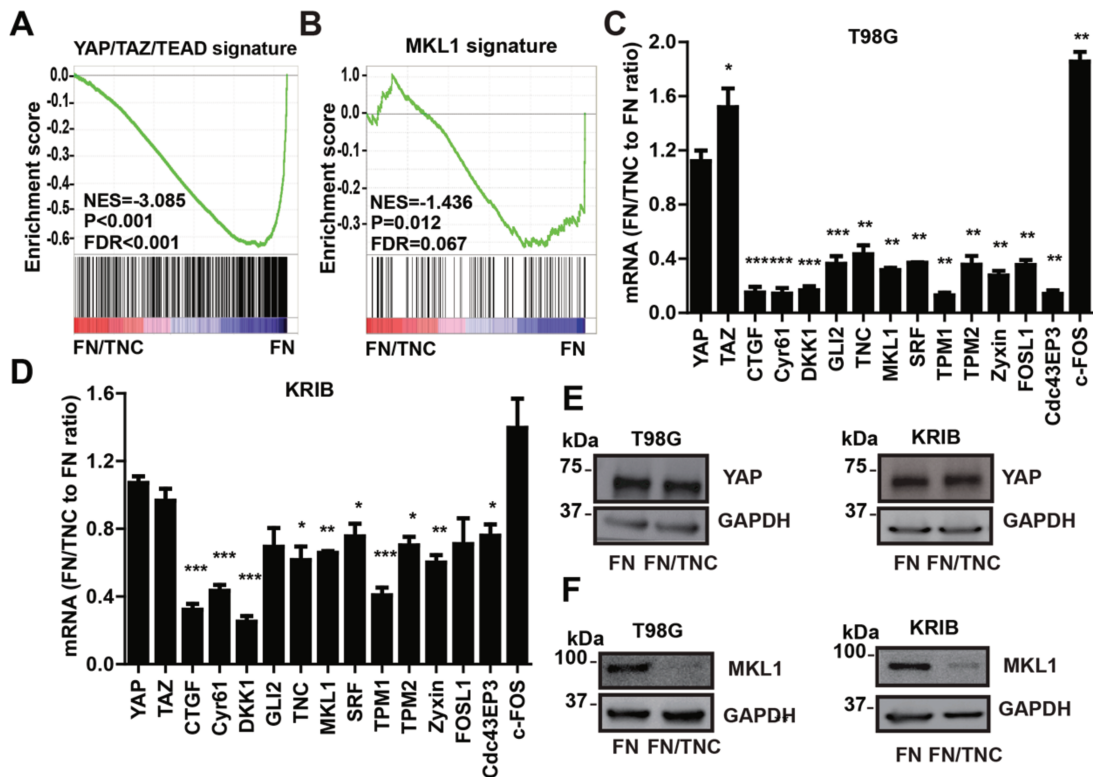 A
YAP/TAZ/TEAD signature
Enrichment score
0.0
-0.1
-0.2
-0.3
-0.4
-0.5
-0.6
NES=-3.085
P<0.001
FDR<0.001
FN/TNC FN
B
MKL1 signature
Enrichment score
1.0
0.0
-0.1
-0.2
-0.3
NES=-1.436
P=0.012
FDR=0.067
FN/TNC FN
C
T98G
mRNA (FN/TNC to FN ratio)
2.0
1.6
1.2
0.8
0.4
0.0
* *** *** *** *** ** ** ** ** ** ** ** ** **
YAP
TAZ
CTGF
Cyr61
DKK1
GLI2
TNC
MKL1
SRF
TPM1
TPM2
Zyxin
FOSL1
Cdc43EP3
c-FOS
D
KRIB
mRNA (FN/TNC to FN ratio)
1.6
1.2
0.8
0.4
0.0
*** *** *** * ** * *** * ** *
YAP
TAZ
CTGF
Cyr61
DKK1
GLI2
TNC
MKL1
SRF
TPM1
TPM2
Zyxin
FOSL1
Cdc43EP3
c-FOS
E
kDa T98G
75
YAP
37
GAPDH
FN FN/TNC
kDa KRIB
75
YAP
37
GAPDH
FN FN/TNC
F
kDa T98G
100
MKL1
37
GAPDH
FN FN/TNC
kDa KRIB
100
MKL1
37
GAPDH
FN FN/TNC